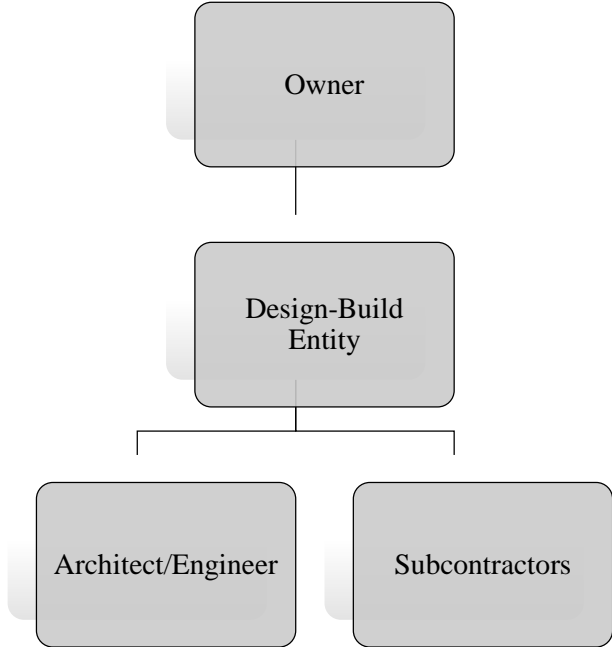 Owner
Design-Build
Entity
Architect/Engineer
Subcontractors